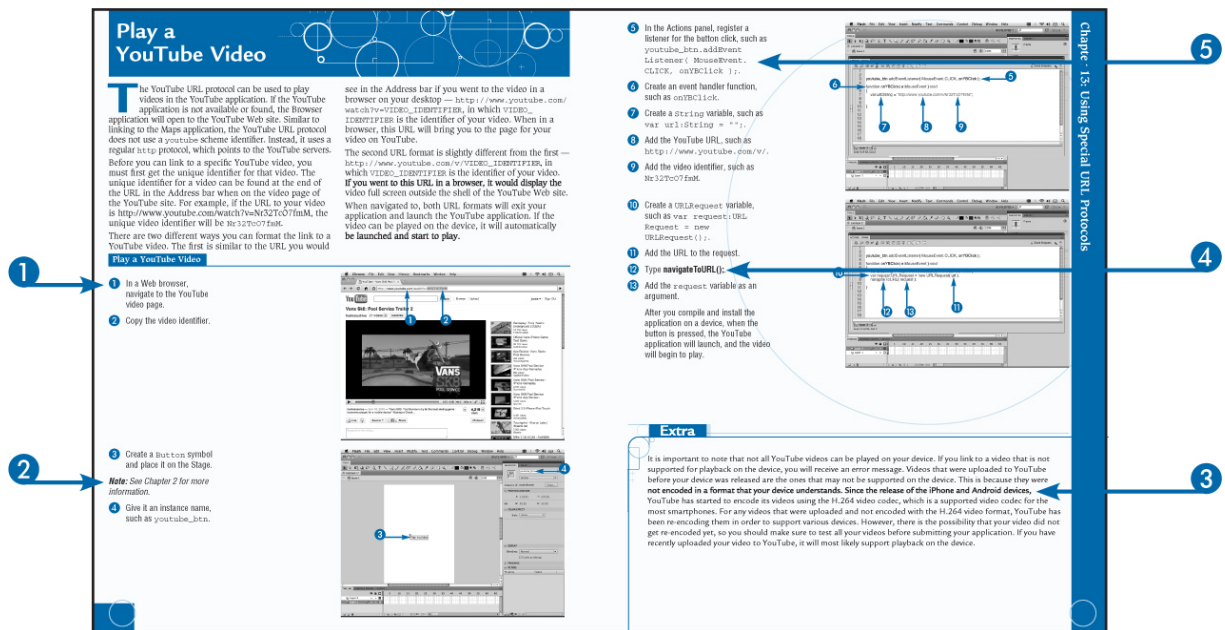 Play a
YouTube Video
The YouTube URL protocol can be used to play
videos in the YouTube application. If the YouTube
application is not available or found, the Browser
application will open to the YouTube Web site. Similar to
linking to the Maps application, the YouTube URL protocol
does not use a youtube scheme identifier. Instead, it uses a
regular http protocol, which points to the YouTube servers.
Before you can link to a specific YouTube video, you
must first get the unique identifier for that video. The
unique identifier for a video can be found at the end of
the URL in the Address bar when on the video page of
the YouTube site. For example, if the URL to your video
is http://www.youtube.com/watch?v=Nr32TcO7fmM, the
unique video identifier will be Nr32TcO7fmM.
There are two different ways you can format the link to a
YouTube video. The first is similar to the URL you would
see in the Address bar if you went to the video in a
browser on your desktop — http://www.youtube.com/
watch?v=VIDEO_IDENTIFIER, in which VIDEO_
IDENTIFIER is the identifier of your video. When in a
browser, this URL will bring you to the page for your
video on YouTube.
The second URL format is slightly different from the first —
http://www.youtube.com/v/VIDEO_IDENTIFIER, in
which VIDEO_IDENTIFIER is the identifier of your video.
If you went to this URL in a browser, it would display the
video full screen outside the shell of the YouTube Web site.
When navigated to, both URL formats will exit your
application and launch the YouTube application. If the
video can be played on the device, it will automatically
be launched and start to play.
Play a YouTube Video
1
1 In a Web browser,
navigate to the YouTube
video page.
2 Copy the video identifier.
1
2
YouTube
Vans Sk8: Pool Service Trailer 2
VANS
SK8
POOL SERVICE
2
3 Create a Button symbol
and place it on the Stage.
Note: See Chapter 2 for more
information.
4 Give it an instance name,
such as youtube_btn.
3
4
5 In the Actions panel, register a
listener for the button click, such as
youtube_btn.addEvent
Listener( MouseEvent.
CLICK, onYBClick );.
6 Create an event handler function,
such as onYBClick.
7 Create a String variable, such as
var url:String = "";.
8 Add the YouTube URL, such as
http://www.youtube.com/v/.
9 Add the video identifier, such as
Nr32TcO7fmM.
5
5
6
7
8
9
10 Create a URLRequest variable,
such as var request:URL
Request = new
URLRequest();.
11 Add the URL to the request.
12 Type navigateToURL();.
13 Add the request variable as an
argument.
After you compile and install the
application on a device, when the
button is pressed, the YouTube
application will launch, and the video
will begin to play.
4
10
11
12
13
Chapter 13: Using Special URL Protocols
Extra
It is important to note that not all YouTube videos can be played on your device. If you link to a video that is not
supported for playback on the device, you will receive an error message. Videos that were uploaded to YouTube
before your device was released are the ones that may not be supported on the device. This is because they were
not encoded in a format that your device understands. Since the release of the iPhone and Android devices,
YouTube has started to encode its videos using the H.264 video codec, which is a supported video codec for the
most smartphones. For any videos that were uploaded and not encoded with the H.264 video format, YouTube has
been re-encoding them in order to support various devices. However, there is the possibility that your video did not
get re-encoded yet, so you should make sure to test all your videos before submitting your application. If you have
recently uploaded your video to YouTube, it will most likely support playback on the device.
3